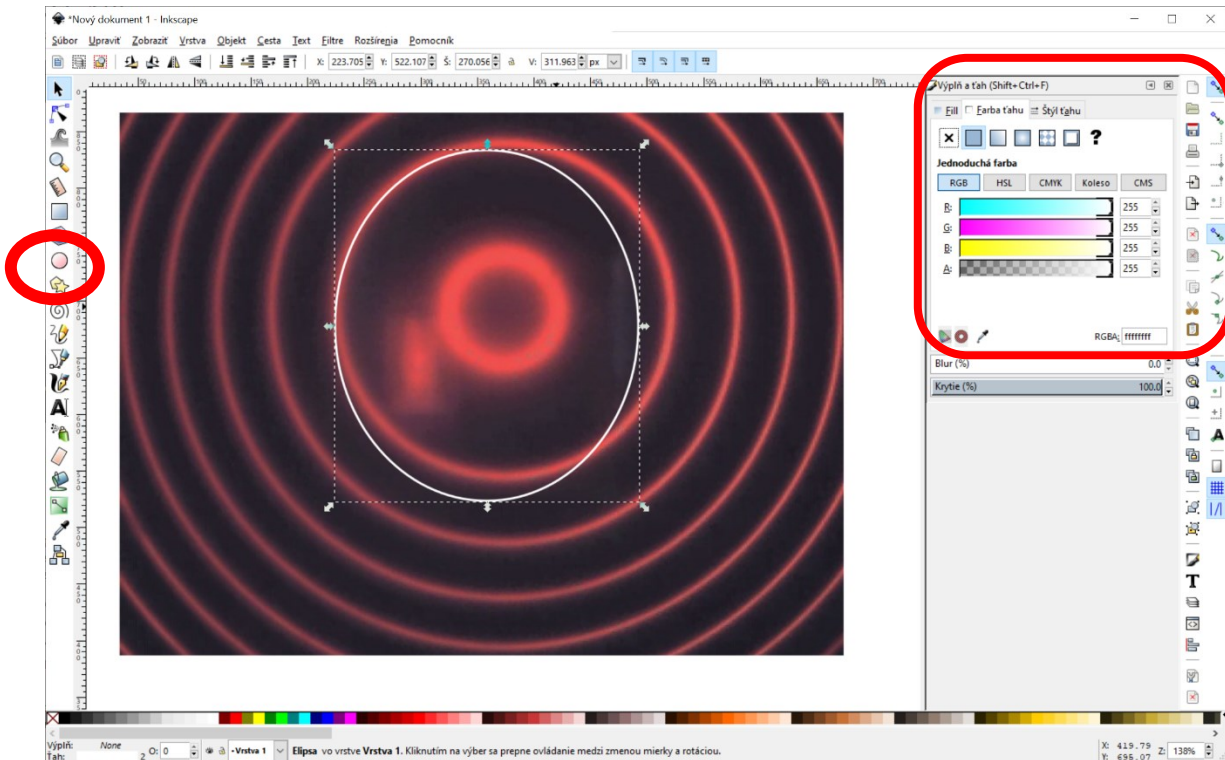 *Nový dokument 1 - Inkscape
Súbor Upraviť Zobraziť Vrstva Objekt Cesta Text Filtre Rozšírenia Pomocník
X: 223.705 Y: 522.107 Š: 270.056 V: 311.963 px
Výplň a ťah (Shift+Ctrl+F)
Fill Farba ťahu Štýl ťahu
?
Jednoduchá farba
RGB HSL CMYK Koleso CMS
R: 255
G: 255
B: 255
A: 255
RGBA: ffffffff
Blur (%) 0.0
Krytie (%) 100.0
Výplň: None
Ťah: 2
O: 0
-Vrstva 1
Elipsa vo vrstve Vrstva 1. Kliknutím na výber sa prepne ovládanie medzi zmenou mierky a rotáciou.
X: 419.79
Y: 695.07
Z: 138%